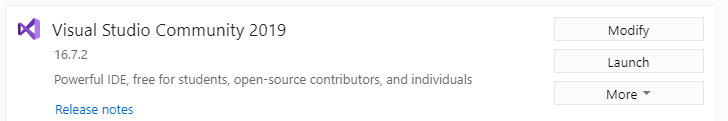 Visual Studio Community 2019
16.7.2
Powerful IDE, free for students, open-source contributors, and individuals
Release notes
Modify
Launch
More